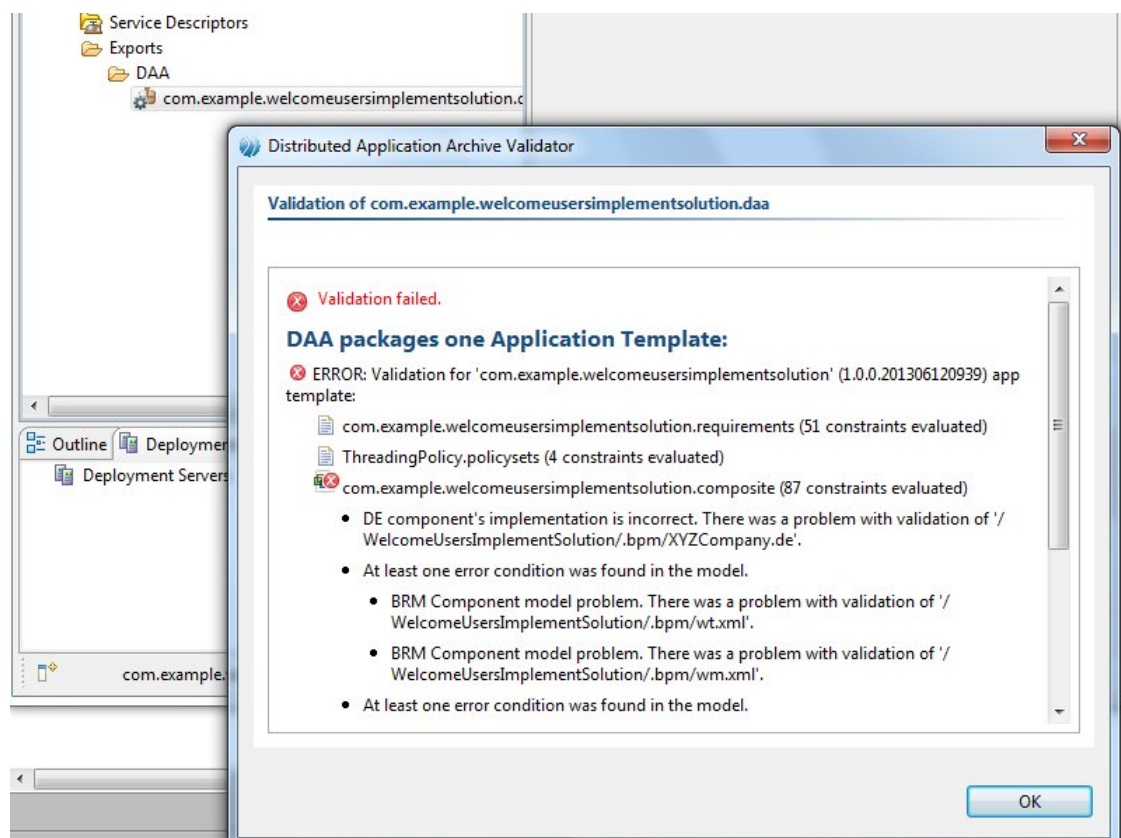 Service Descriptors
Exports
DAA
com.example.welcomeusersimplementsolution.c
Distributed Application Archive Validator
Validation of com.example.welcomeusersimplementsolution.daa
Validation failed.
DAA packages one Application Template:
ERROR: Validation for 'com.example.welcomeusersimplementsolution' (1.0.0.201306120939) app
template:
com.example.welcomeusersimplementsolution.requirements (51 constraints evaluated)
ThreadingPolicy.policysets (4 constraints evaluated)
com.example.welcomeusersimplementsolution.composite (87 constraints evaluated)
• DE component's implementation is incorrect. There was a problem with validation of '/
WelcomeUsersImplementSolution/.bpm/XYZCompany.de'.
• At least one error condition was found in the model.
• BRM Component model problem. There was a problem with validation of '/
WelcomeUsersImplementSolution/.bpm/wt.xml'.
• BRM Component model problem. There was a problem with validation of '/
WelcomeUsersImplementSolution/.bpm/wm.xml'.
• At least one error condition was found in the model.
Outline Deploymen
Deployment Servers
com.example.
OK